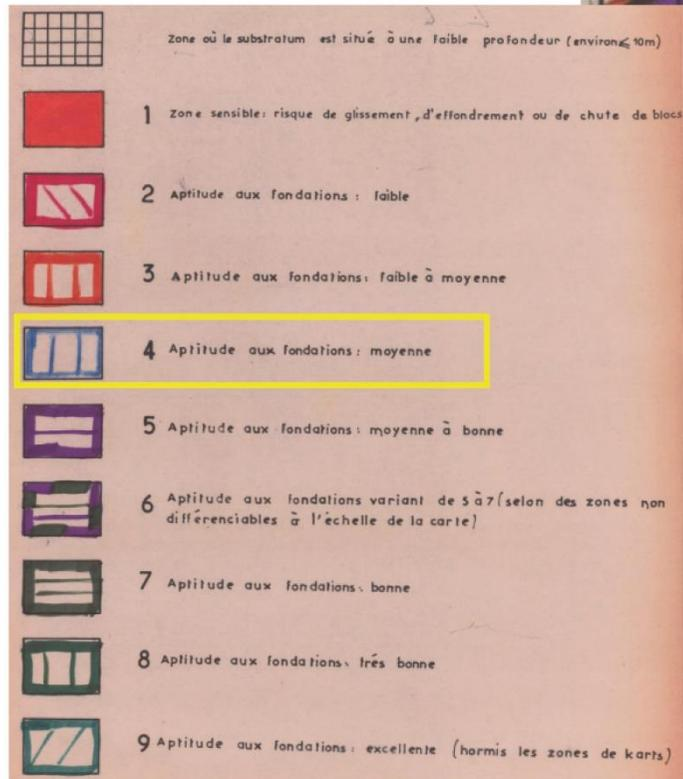 Zone où le substratum est situé à une faible profondeur (environ⩽10m)
1 Zone sensible: risque de glissement, d'effondrement ou de chute de blocs
2 Aptitude aux fondations : faible
3 Aptitude aux fondations: faible à moyenne
4 Aptitude aux fondations: moyenne
5 Aptitude aux fondations: moyenne à bonne
6 Aptitude aux fondations variant de 5 à 7 (selon des zones non
différenciables à l'échelle de la carte)
7 Aptitude aux fondations: bonne
8 Aptitude aux fondations: trés bonne
9 Aptitude aux fondations: excellente (hormis les zones de karts)